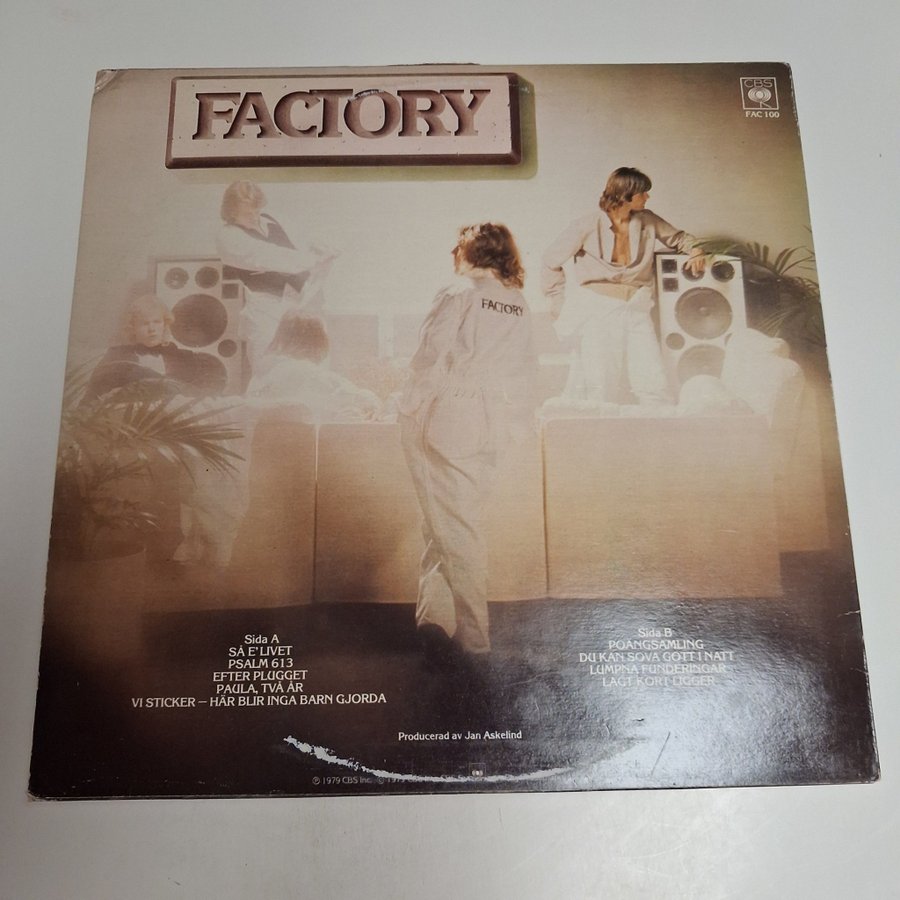 FACTORY
CBS
FAC 100
FACTORY
Sida A
SÅ E' LIVET
PSALM 613
EFTER PLUGGET
PAULA, TVÅ ÅR
VI STICKER – HÄR BLIR INGA BARN GJORDA
Sida B
POÄNGSAMLING
DU KAN SOVA GOTT I NATT
LUMPNA FUNDERINGAR
LAGT KORT LIGGER
Producerad av Jan Askelind
℗ 1979 CBS Inc.